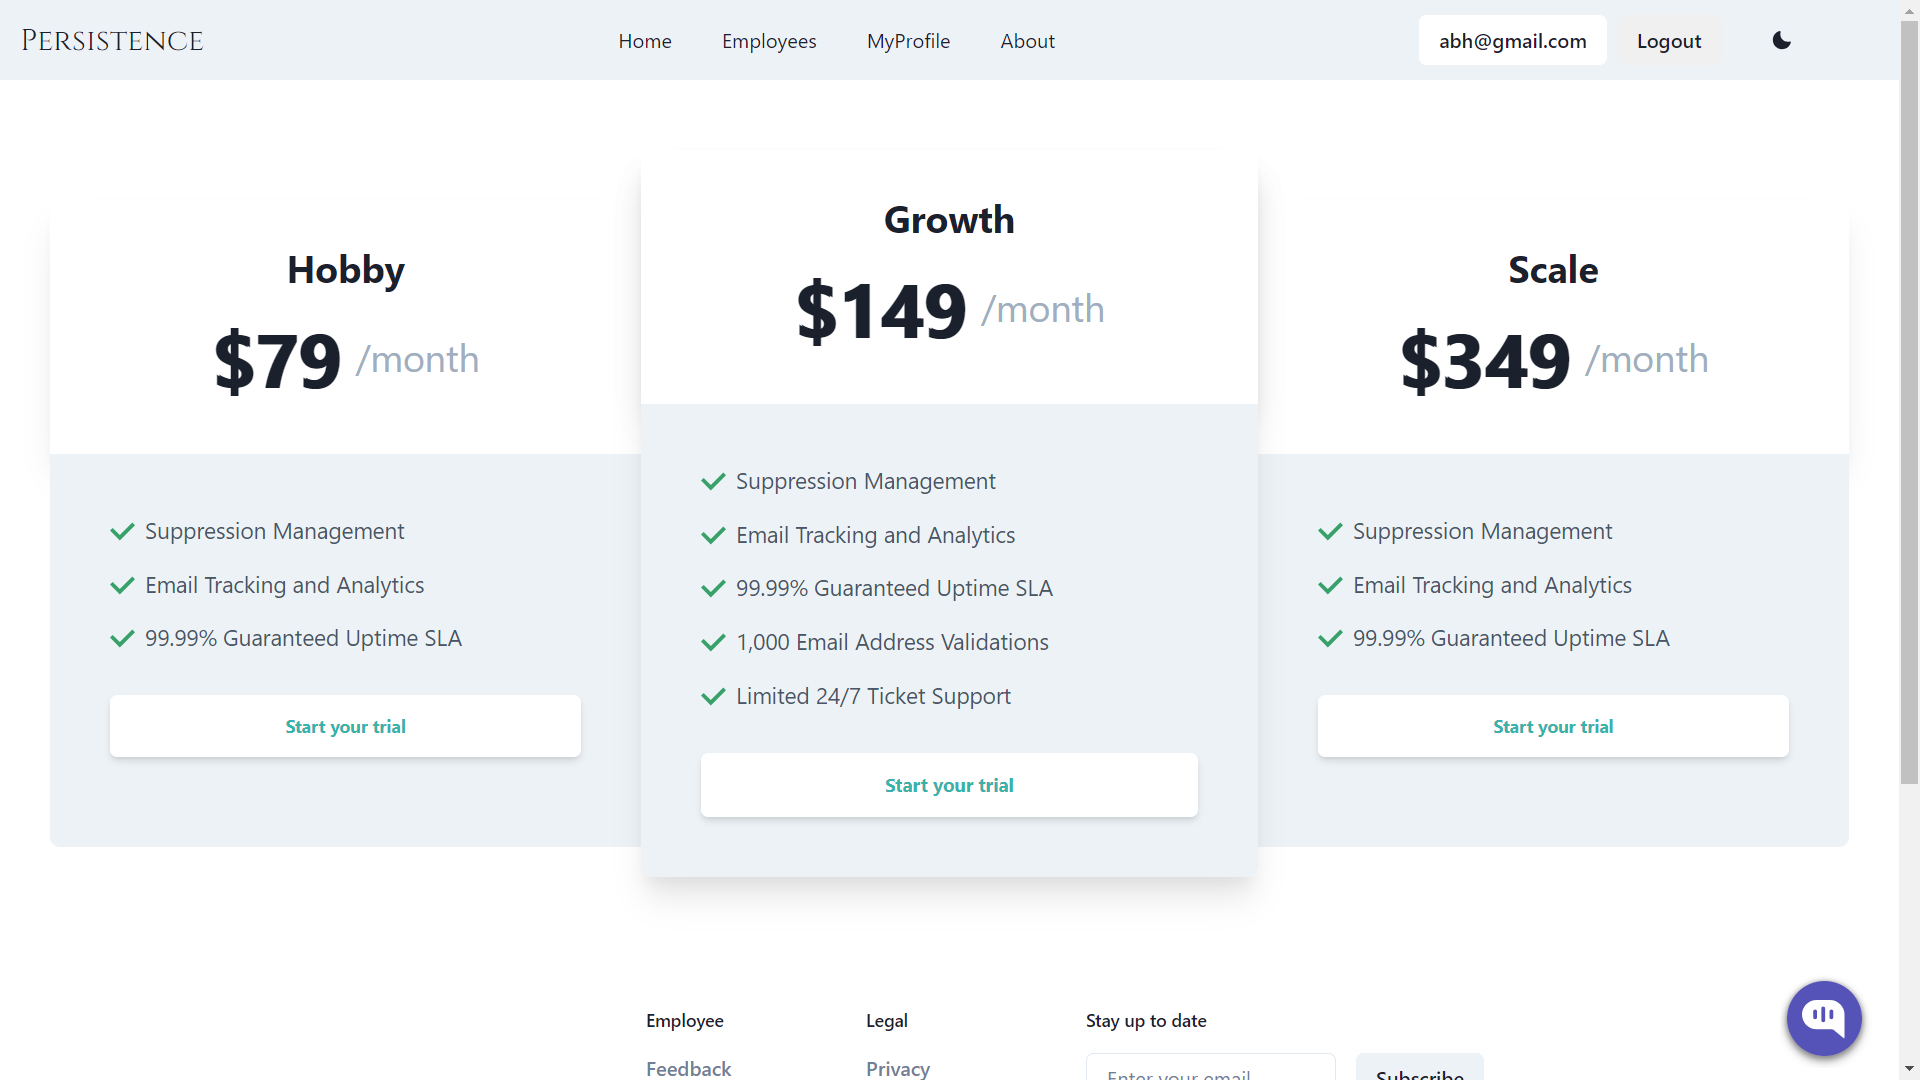 PERSISTENCE
Home
Employees
MyProfile
About
abh@gmail.com
Logout
Hobby
$79 /month
Suppression Management
Email Tracking and Analytics
99.99% Guaranteed Uptime SLA
Start your trial
Growth
$149 /month
Suppression Management
Email Tracking and Analytics
99.99% Guaranteed Uptime SLA
1,000 Email Address Validations
Limited 24/7 Ticket Support
Start your trial
Scale
$349 /month
Suppression Management
Email Tracking and Analytics
99.99% Guaranteed Uptime SLA
Start your trial
Employee
Feedback
Legal
Privacy
Stay up to date
Enter your email
Subscribe